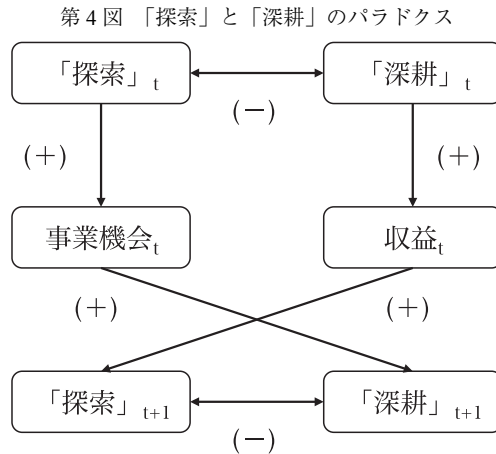 第4図 「探索」と「深耕」のパラドクス
「探索」t
「深耕」t
(−)
(+)
(+)
事業機会t
収益t
(+)
(+)
「探索」t+1
「深耕」t+1
(−)